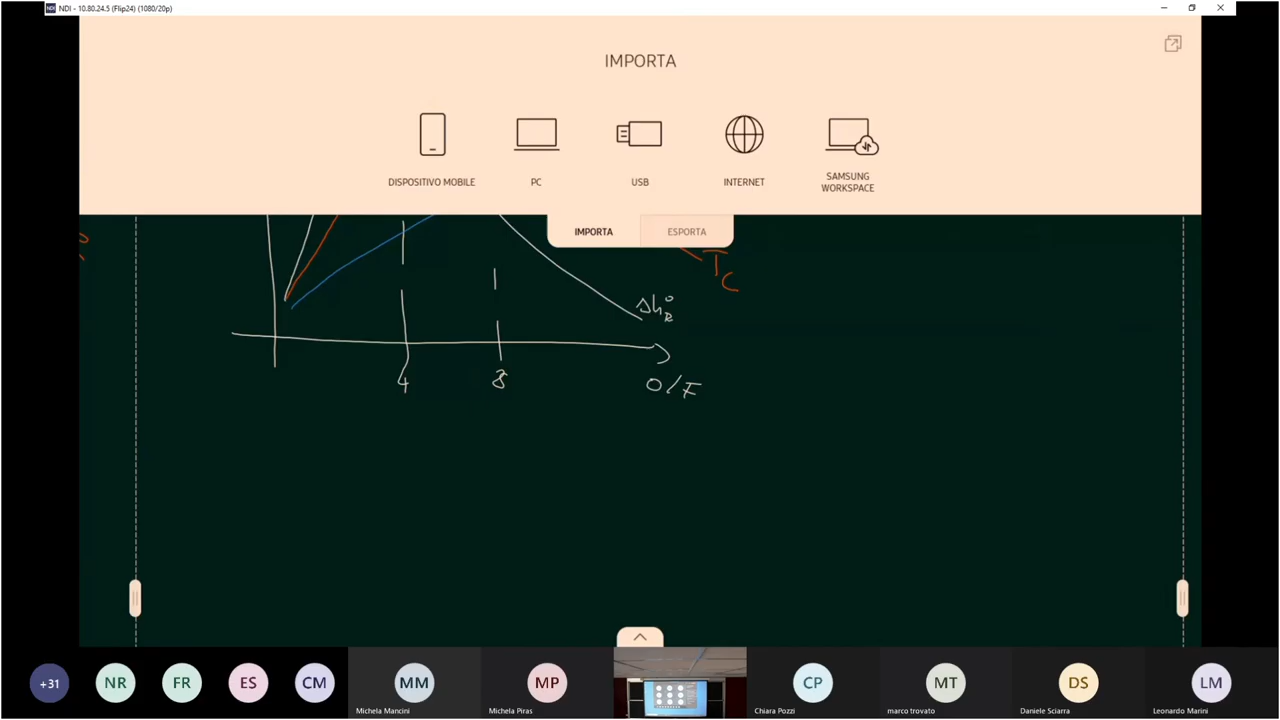 NDI - 10.80.24.5 (Flip24) (1080/20p)
IMPORTA
DISPOSITIVO MOBILE
PC
USB
INTERNET
SAMSUNG
WORKSPACE
IMPORTA
ESPORTA
Tc
Δh°R
4
8
O/F
+31
NR
FR
ES
CM
MM
MP
CP
MT
DS
LM
Michela Mancini
Michela Piras
Chiara Pozzi
marco trovato
Daniele Sciarra
Leonardo Marini